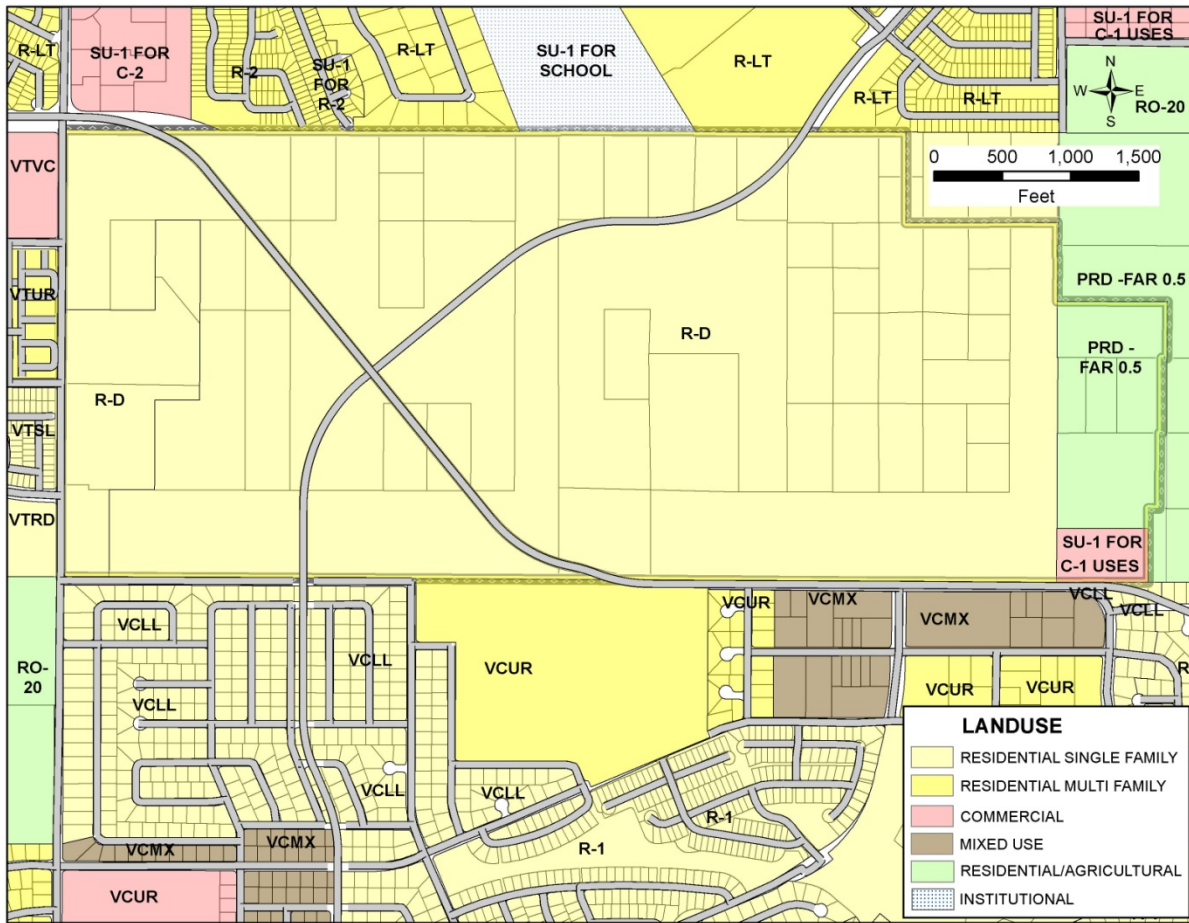 R-LT
SU-1 FOR
C-2
R-2
SU-1
FOR
R-2
R-LT
SU-1 FOR
SCHOOL
R-LT
R-LT
R-LT
SU-1 FOR
C-1 USES
N
W E
S
RO-20
0 500 1,000 1,500
Feet
VTVC
VTUR
PRD -FAR 0.5
R-D
PRD -
FAR 0.5
R-D
VTSL
VTRD
SU-1 FOR
C-1 USES
VCLL
VCUR
VCMX
VCMX
VCLL
VCLL
VCLL
VCUR
RO-
20
VCLL
VCUR
VCUR
R
VCLL
VCLL
R-1
R-1
VCMX
VCMX
VCUR
LANDUSE
RESIDENTIAL SINGLE FAMILY
RESIDENTIAL MULTI FAMILY
COMMERCIAL
MIXED USE
RESIDENTIAL/AGRICULTURAL
INSTITUTIONAL